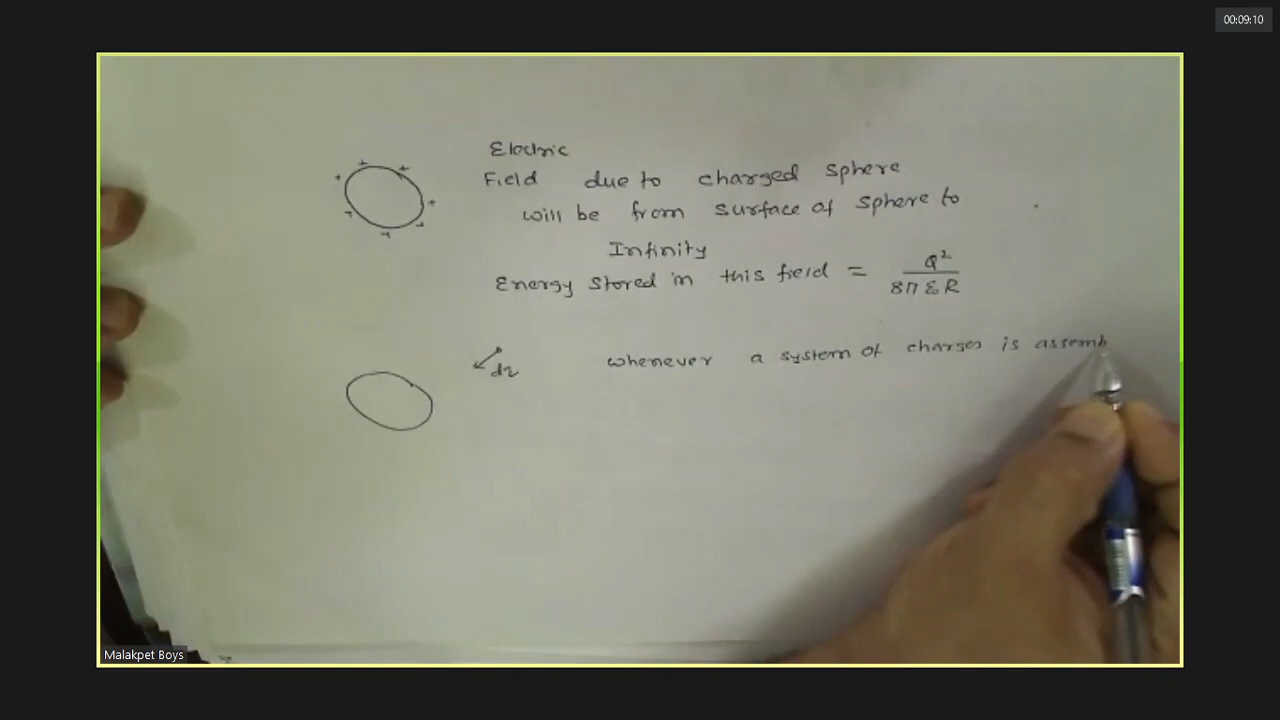 00:09:10
Electric
Field due to charged sphere
will be from surface of sphere to
Infinity
Energy stored in this field = Q² / 8πεR
dq
whenever a system of charges is assemb
Malakpet Boys